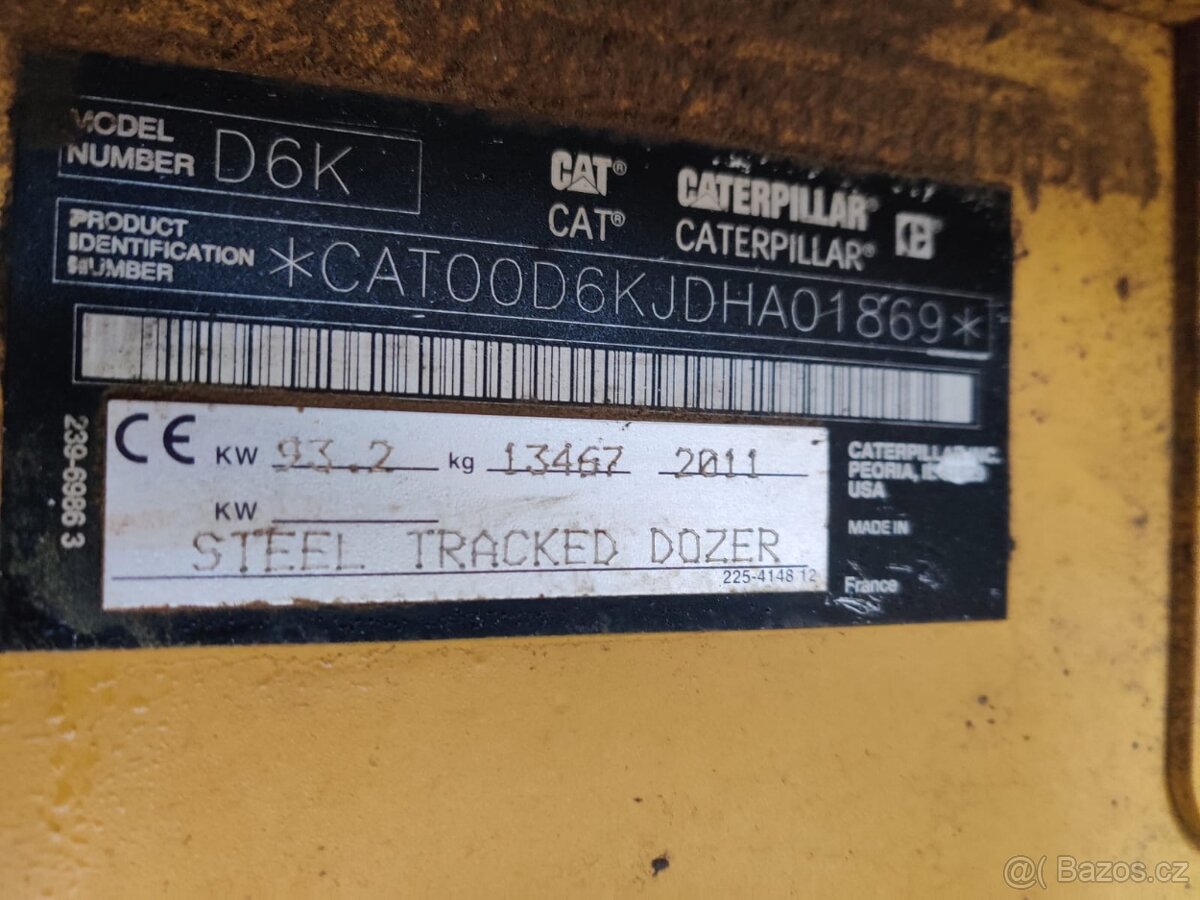 MODEL
NUMBER D6K
CAT® CATERPILLAR®
CAT® CATERPILLAR®
PRODUCT
IDENTIFICATION
NUMBER
*CAT00D6KJDHA01869*
239-6986 3
CE KW 93.2 kg 13467 2011
KW
STEEL TRACKED DOZER
225-4148 12
CATERPILLAR INC.
PEORIA,
USA
MADE IN
France
@( Bazos.cz